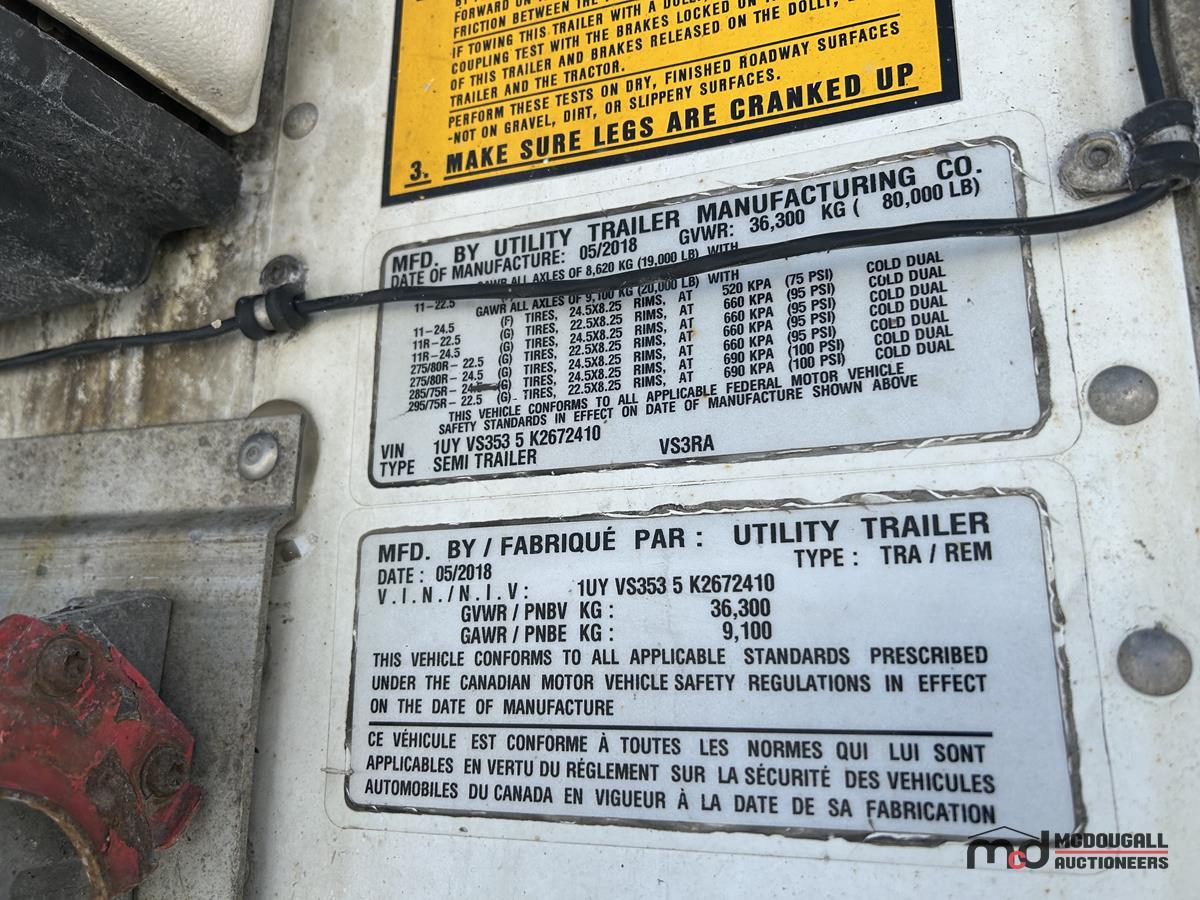 FORWARD ON
FRICTION BETWEEN THE
IF TOWING THIS TRAILER WITH A
COUPLING TEST WITH THE BRAKES LOCKED ON
OF THIS TRAILER AND BRAKES RELEASED ON THE DOLLY,
TRAILER AND THE TRACTOR.
PERFORM THESE TESTS ON DRY, FINISHED ROADWAY SURFACES
-NOT ON GRAVEL, DIRT, OR SLIPPERY SURFACES.
3. MAKE SURE LEGS ARE CRANKED UP
MFD. BY UTILITY TRAILER MANUFACTURING CO.
DATE OF MANUFACTURE: 05/2018 GVWR: 36,300 KG ( 80,000 LB)
GAWR ALL AXLES OF 8,620 KG (19,000 LB) WITH
11-22.5 520 KPA (75 PSI) COLD DUAL
GAWR ALL AXLES OF 9,100 KG (20,000 LB) WITH
11-24.5 (F) TIRES, 24.5X8.25 RIMS, AT 660 KPA (95 PSI) COLD DUAL
11R-22.5 (G) TIRES, 22.5X8.25 RIMS, AT 660 KPA (95 PSI) COLD DUAL
11R-24.5 (G) TIRES, 24.5X8.25 RIMS, AT 660 KPA (95 PSI) COLD DUAL
275/80R-22.5 (G) TIRES, 22.5X8.25 RIMS, AT 660 KPA (95 PSI) COLD DUAL
275/80R-24.5 (G) TIRES, 24.5X8.25 RIMS, AT 660 KPA (95 PSI) COLD DUAL
285/75R-24.5 (G) TIRES, 24.5X8.25 RIMS, AT 690 KPA (100 PSI) COLD DUAL
295/75R-22.5 (G) TIRES, 22.5X8.25 RIMS, AT 690 KPA (100 PSI) COLD DUAL
THIS VEHICLE CONFORMS TO ALL APPLICABLE FEDERAL MOTOR VEHICLE
SAFETY STANDARDS IN EFFECT ON DATE OF MANUFACTURE SHOWN ABOVE
VIN 1UY VS353 5 K2672410 VS3RA
TYPE SEMI TRAILER
MFD. BY / FABRIQUÉ PAR : UTILITY TRAILER
DATE : 05/2018 TYPE : TRA / REM
V.I.N./N.I.V: 1UY VS353 5 K2672410
GVWR / PNBV KG : 36,300
GAWR / PNBE KG : 9,100
THIS VEHICLE CONFORMS TO ALL APPLICABLE STANDARDS PRESCRIBED
UNDER THE CANADIAN MOTOR VEHICLE SAFETY REGULATIONS IN EFFECT
ON THE DATE OF MANUFACTURE
CE VÉHICULE EST CONFORME À TOUTES LES NORMES QUI LUI SONT
APPLICABLES EN VERTU DU RÉGLEMENT SUR LA SÉCURITÉ DES VEHICULES
AUTOMOBILES DU CANADA EN VIGUEUR À LA DATE DE SA FABRICATION
mcd MCDOUGALL
AUCTIONEERS